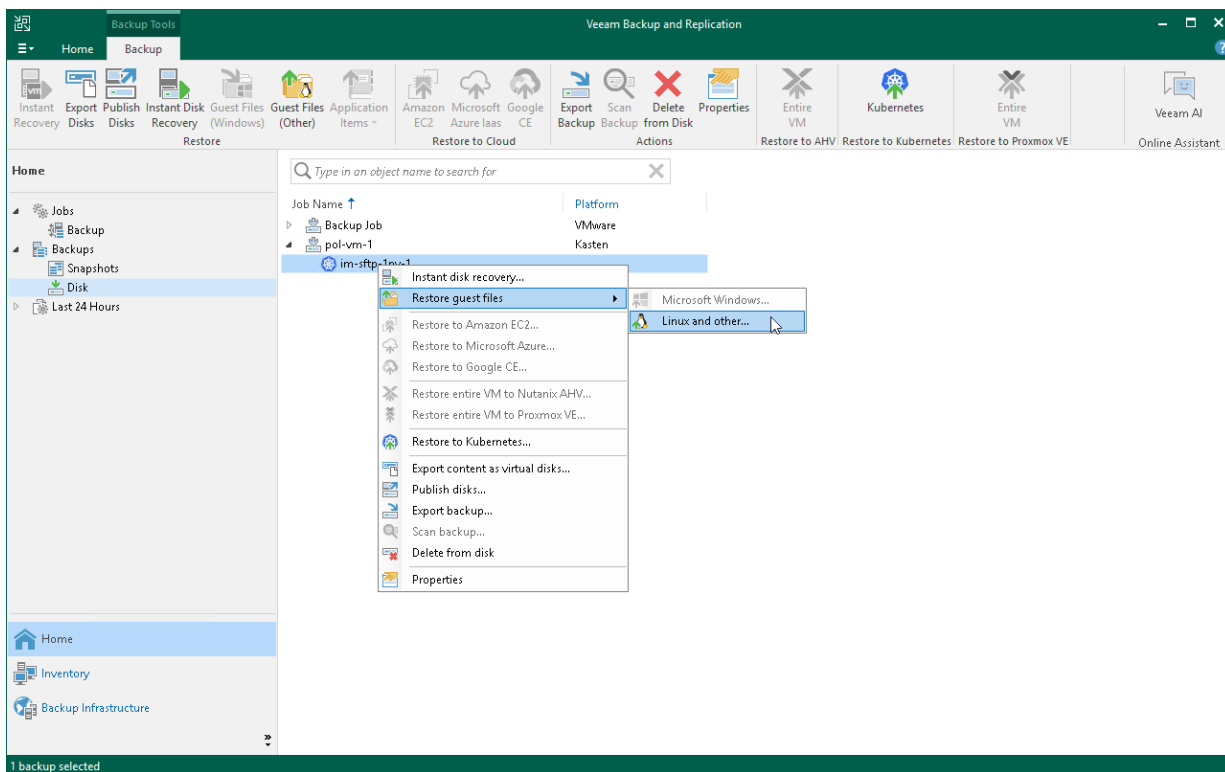 Backup Tools
Veeam Backup and Replication
Home Backup
Instant Recovery
Export Disks
Publish Disks
Instant Disk Recovery
Guest Files (Windows)
Guest Files (Other)
Application Items
Amazon EC2
Microsoft Azure Iaas
Google CE
Export Backup
Scan Backup
Delete from Disk
Properties
Entire VM
Kubernetes
Entire VM
Veeam AI
Restore
Restore to Cloud
Actions
Restore to AHV
Restore to Kubernetes
Restore to Proxmox VE
Online Assistant
Home
Type in an object name to search for
Jobs
Backup
Backups
Snapshots
Disk
Last 24 Hours
Job Name Platform
Backup Job VMware
pol-vm-1 Kasten
im-sftp-1pv-1
Instant disk recovery...
Restore guest files
Microsoft Windows...
Linux and other...
Restore to Amazon EC2...
Restore to Microsoft Azure...
Restore to Google CE...
Restore entire VM to Nutanix AHV...
Restore entire VM to Proxmox VE...
Restore to Kubernetes...
Export content as virtual disks...
Publish disks...
Export backup...
Scan backup...
Delete from disk
Properties
Home
Inventory
Backup Infrastructure
1 backup selected